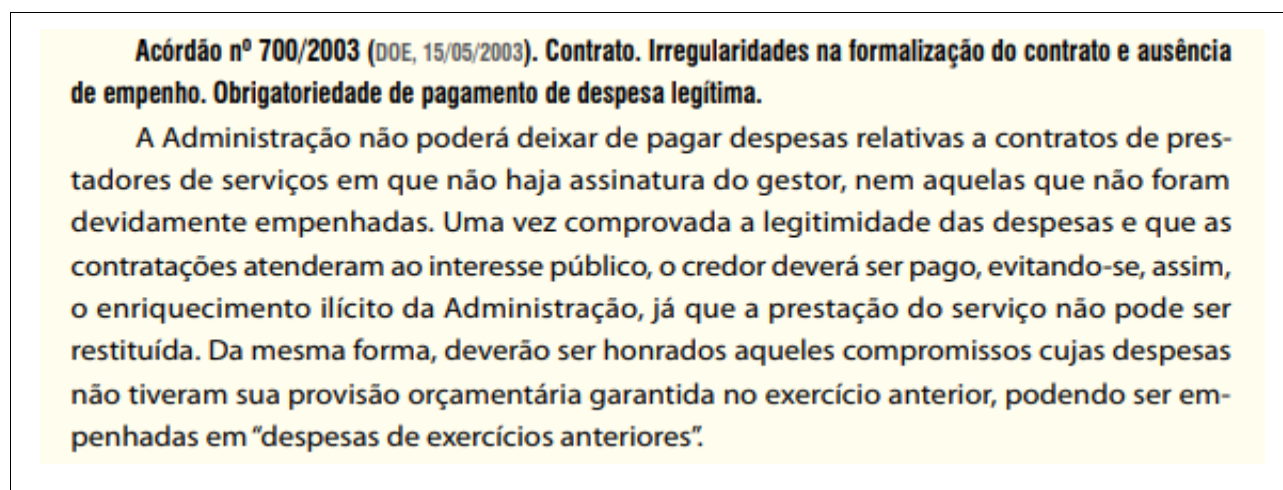 Acórdão nº 700/2003 (DOE, 15/05/2003). Contrato. Irregularidades na formalização do contrato e ausência
de empenho. Obrigatoriedade de pagamento de despesa legítima.
A Administração não poderá deixar de pagar despesas relativas a contratos de pres-
tadores de serviços em que não haja assinatura do gestor, nem aquelas que não foram
devidamente empenhadas. Uma vez comprovada a legitimidade das despesas e que as
contratações atenderam ao interesse público, o credor deverá ser pago, evitando-se, assim,
o enriquecimento ilícito da Administração, já que a prestação do serviço não pode ser
restituída. Da mesma forma, deverão ser honrados aqueles compromissos cujas despesas
não tiveram sua provisão orçamentária garantida no exercício anterior, podendo ser em-
penhadas em “despesas de exercícios anteriores”.